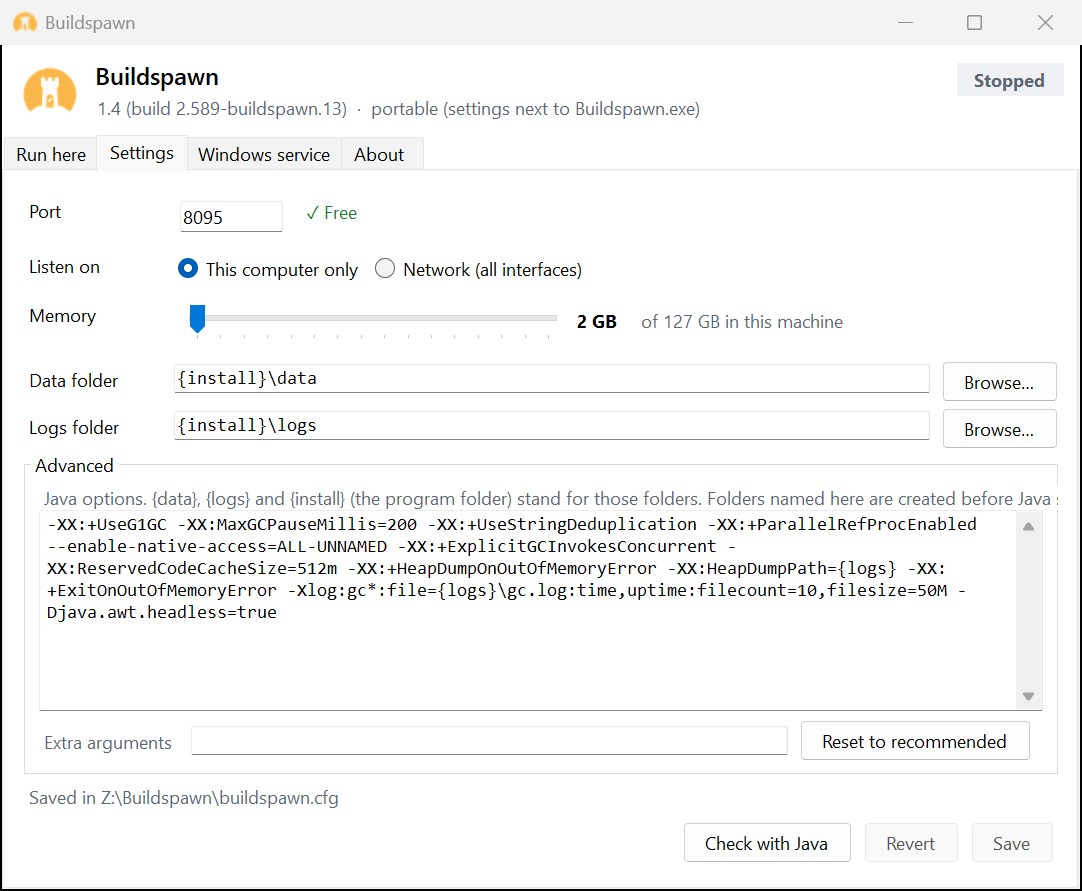 Buildspawn
Buildspawn
1.4 (build 2.589-buildspawn.13) · portable (settings next to Buildspawn.exe)
Stopped
Run here Settings Windows service About
Port 8095 ✓ Free
Listen on This computer only Network (all interfaces)
Memory 2 GB of 127 GB in this machine
Data folder {install}\data Browse...
Logs folder {install}\logs Browse...
Advanced
Java options. {data}, {logs} and {install} (the program folder) stand for those folders. Folders named here are created before Java
-XX:+UseG1GC -XX:MaxGCPauseMillis=200 -XX:+UseStringDeduplication -XX:+ParallelRefProcEnabled
--enable-native-access=ALL-UNNAMED -XX:+ExplicitGCInvokesConcurrent -
XX:ReservedCodeCacheSize=512m -XX:+HeapDumpOnOutOfMemoryError -XX:HeapDumpPath={logs} -XX:
+ExitOnOutOfMemoryError -Xlog:gc*:file={logs}\gc.log:time,uptime:filecount=10,filesize=50M -
Djava.awt.headless=true
Extra arguments Reset to recommended
Saved in Z:\Buildspawn\buildspawn.cfg
Check with Java Revert Save